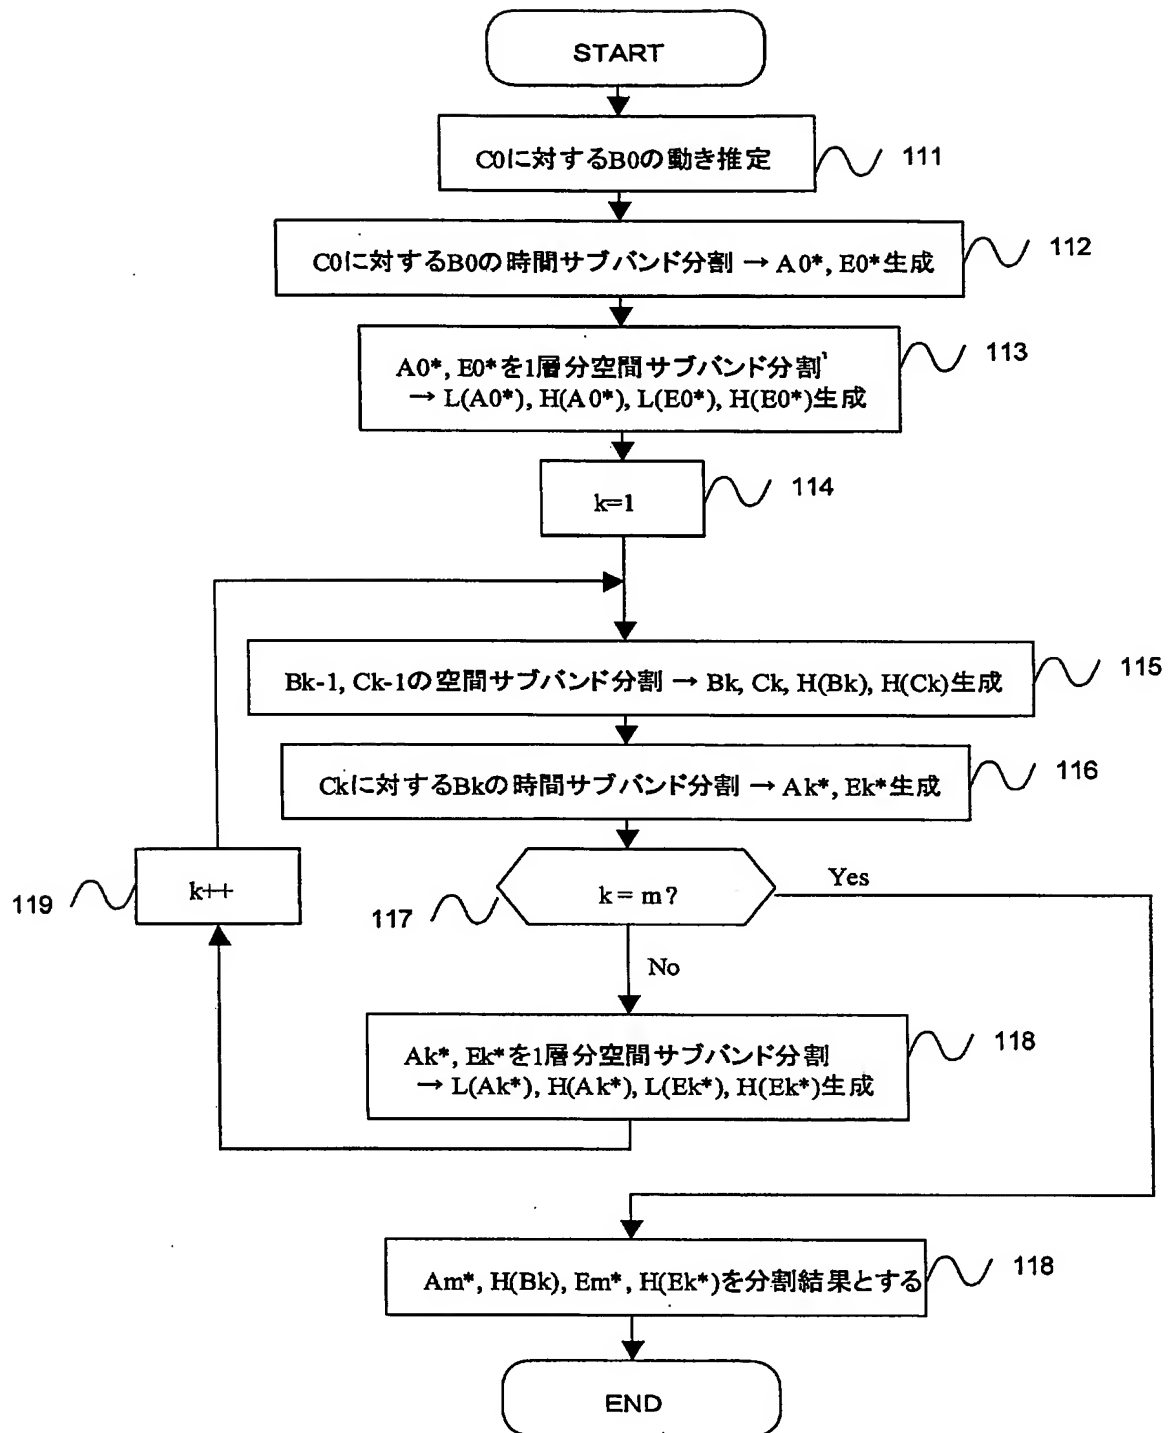 START
C0に対するB0の動き推定
111
C0に対するB0の時間サブバンド分割 → A0*, E0*生成
112
A0*, E0*を1層分空間サブバンド分割
→ L(A0*), H(A0*), L(E0*), H(E0*)生成
113
k=1
114
Bk-1, Ck-1の空間サブバンド分割 → Bk, Ck, H(Bk), H(Ck)生成
115
Ckに対するBkの時間サブバンド分割 → Ak*, Ek*生成
116
k++
119
k = m ?
117
Yes
No
Ak*, Ek*を1層分空間サブバンド分割
→ L(Ak*), H(Ak*), L(Ek*), H(Ek*)生成
118
Am*, H(Bk), Em*, H(Ek*)を分割結果とする
118
END